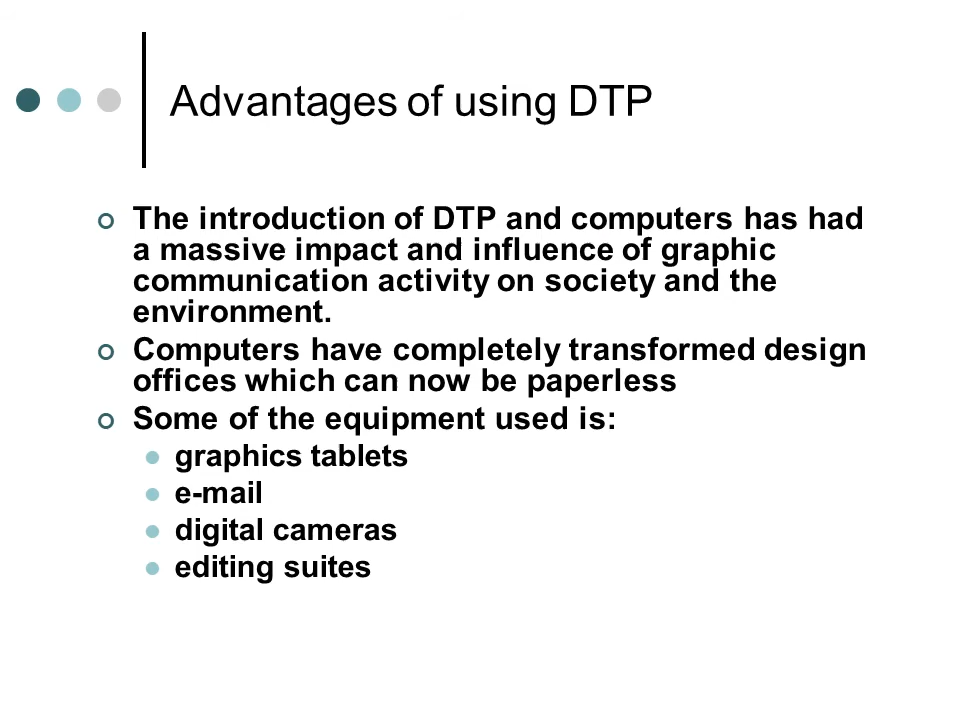 Advantages of using DTP
The introduction of DTP and computers has had
a massive impact and influence of graphic
communication activity on society and the
environment.
Computers have completely transformed design
offices which can now be paperless
Some of the equipment used is:
graphics tablets
e-mail
digital cameras
editing suites